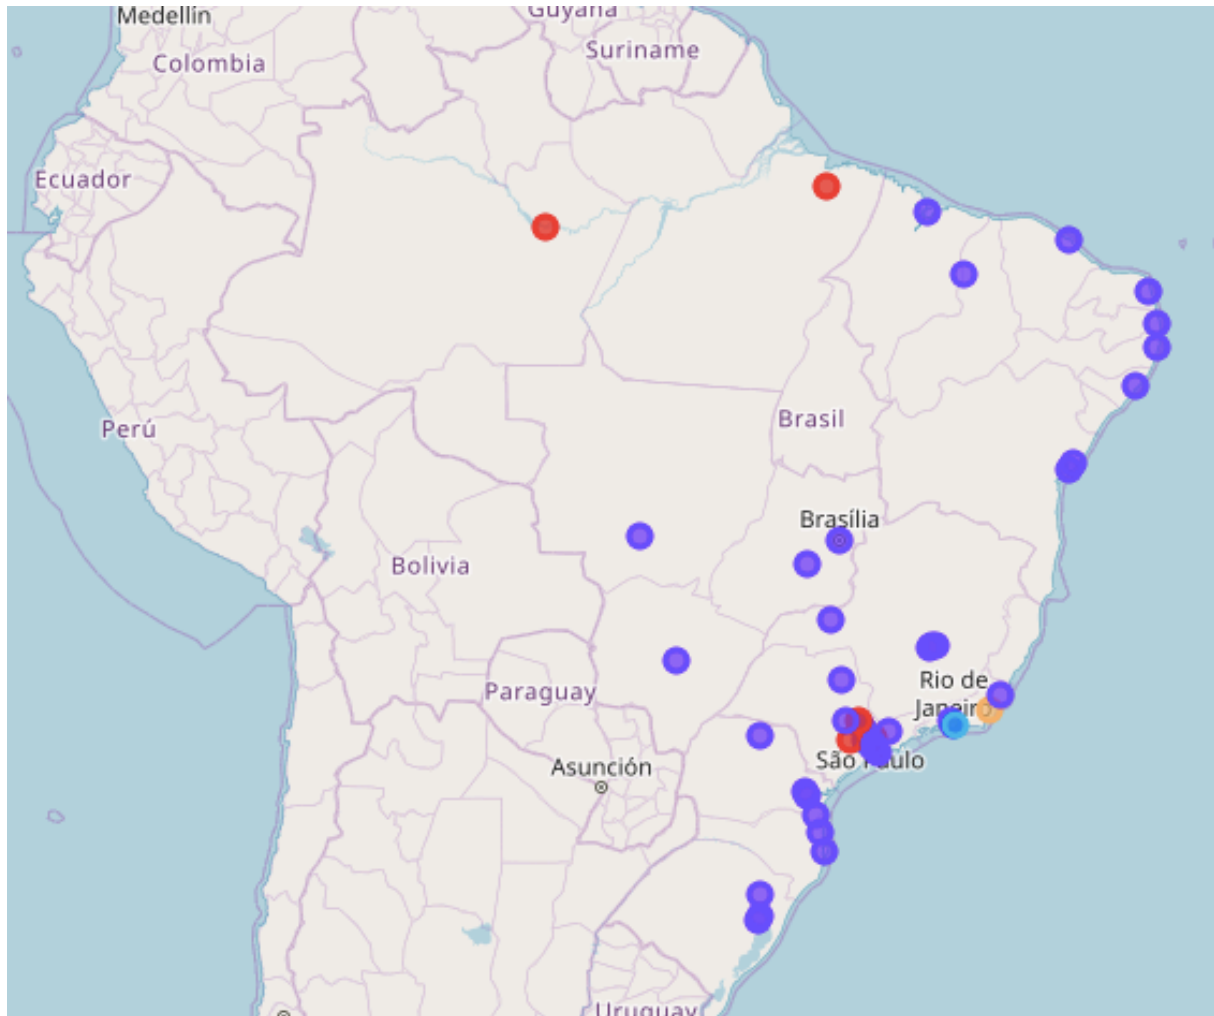 Medellín
Guyana
Suriname
Colombia
Ecuador
Perú
Brasil
Brasília
Bolivia
Rio de
Janeiro
Paraguay
São Paulo
Asunción
Uruguay